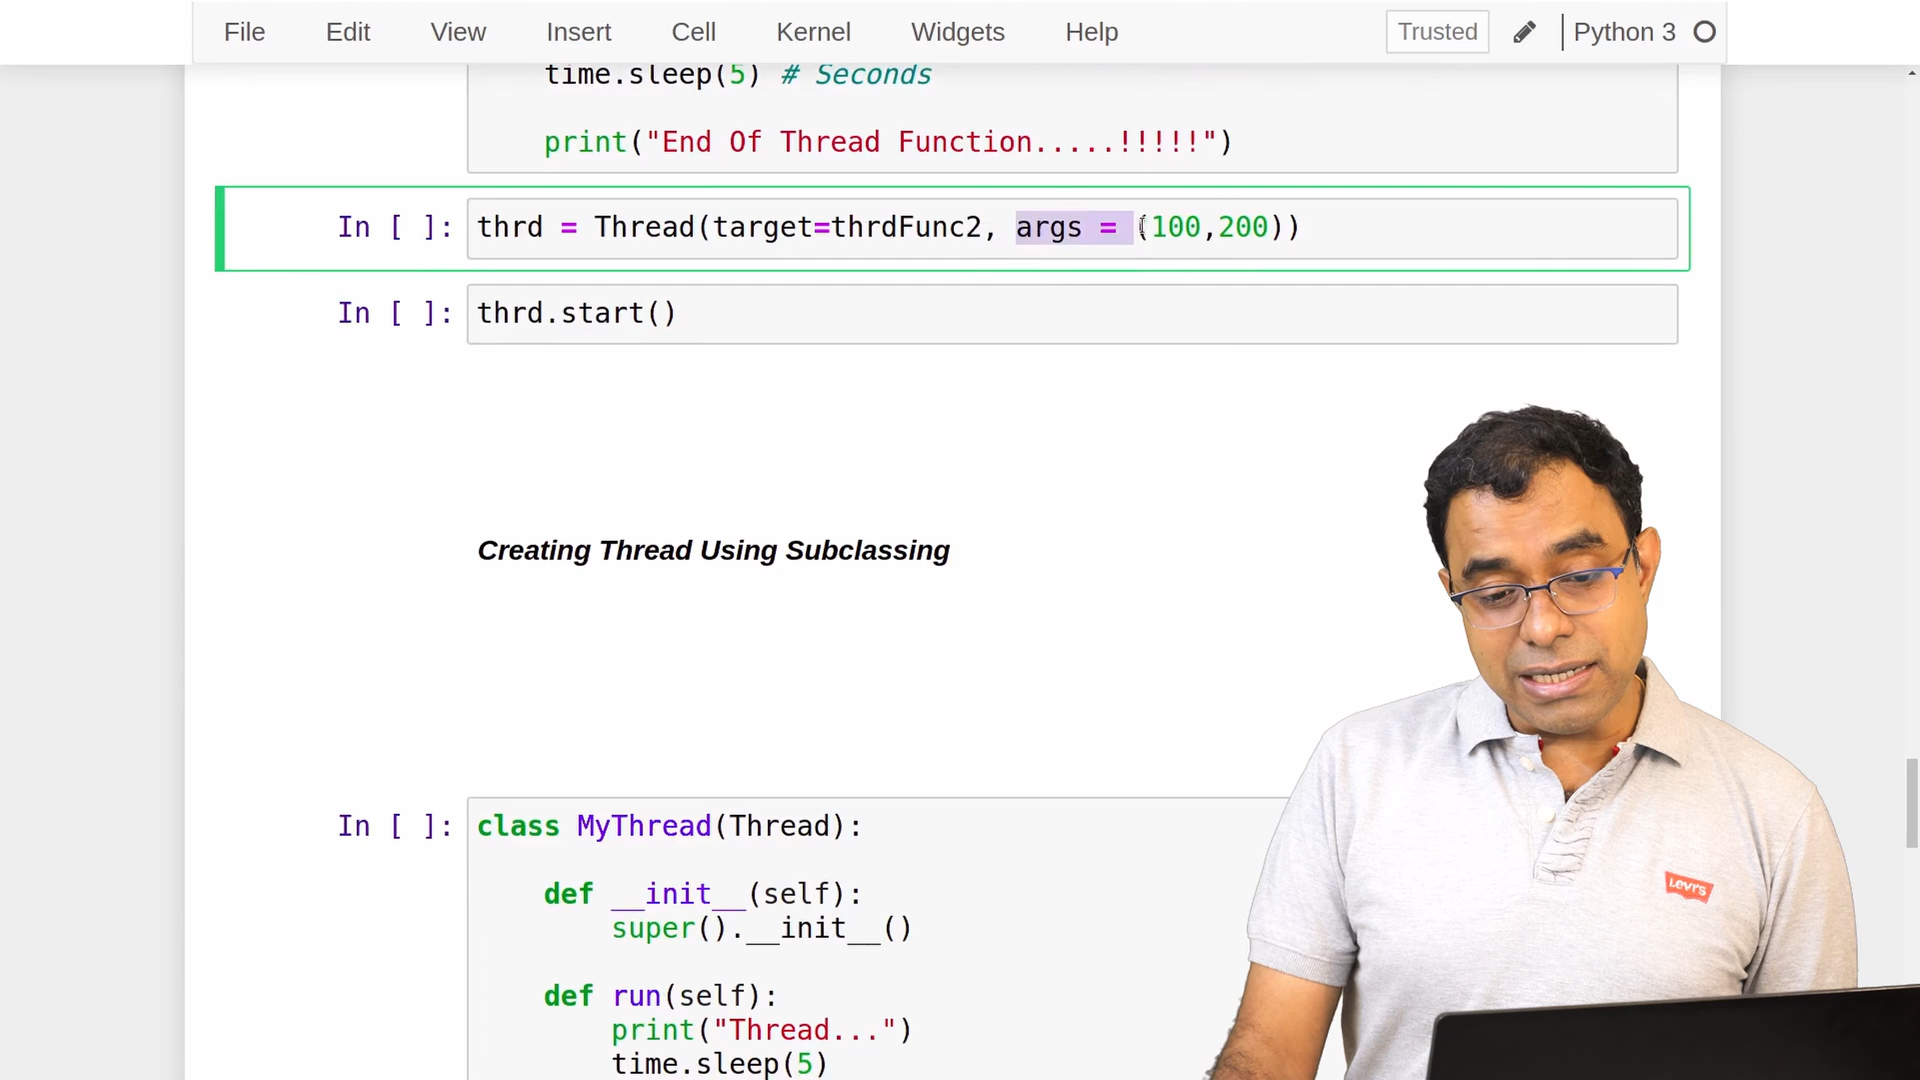 File Edit View Insert Cell Kernel Widgets Help Trusted Python 3
time.sleep(5) # Seconds
print("End Of Thread Function.....!!!!!")
In [ ]: thrd = Thread(target=thrdFunc2, args = (100,200))
In [ ]: thrd.start()
Creating Thread Using Subclassing
In [ ]: class MyThread(Thread):
def __init__(self):
super().__init__()
def run(self):
print("Thread...")
time.sleep(5)
Levi's